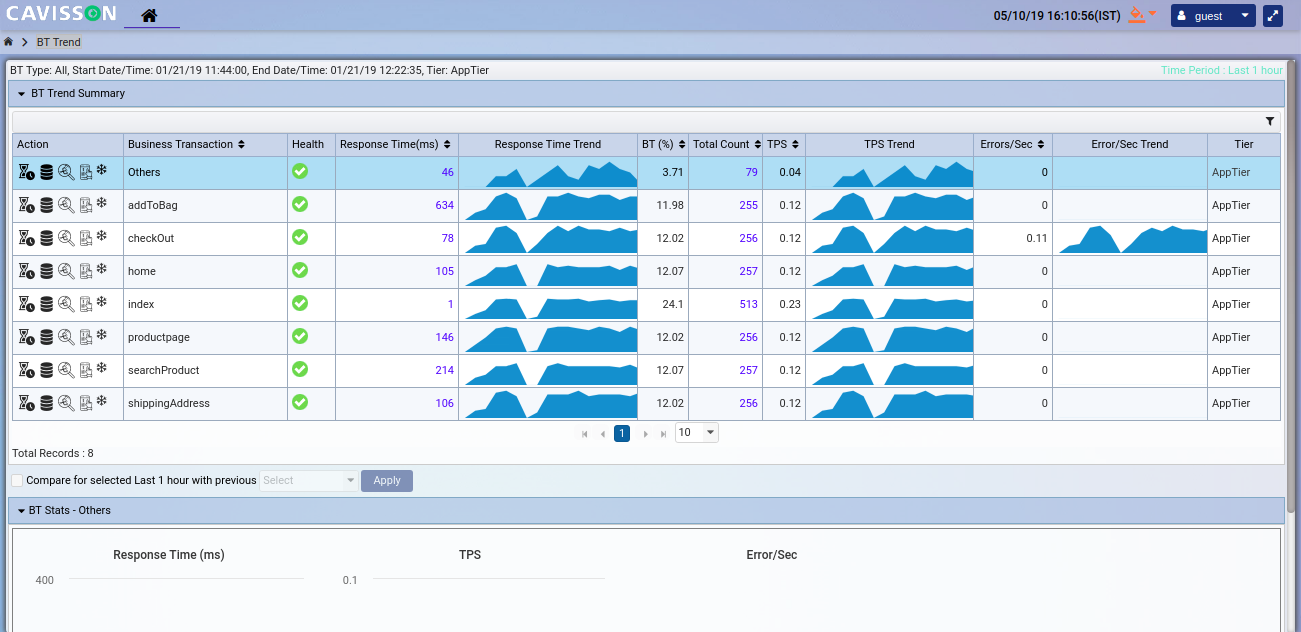 CAVISSON
05/10/19 16:10:56(IST)
guest
BT Trend
BT Type: All, Start Date/Time: 01/21/19 11:44:00, End Date/Time: 01/21/19 12:22:35, Tier: AppTier
Time Period : Last 1 hour
BT Trend Summary
Action Business Transaction Health Response Time(ms) Response Time Trend BT (%) Total Count TPS TPS Trend Errors/Sec Error/Sec Trend Tier
Others 46 3.71 79 0.04 0 AppTier
addToBag 634 11.98 255 0.12 0 AppTier
checkOut 78 12.02 256 0.12 0.11 AppTier
home 105 12.07 257 0.12 0 AppTier
index 1 24.1 513 0.23 0 AppTier
productpage 146 12.02 256 0.12 0 AppTier
searchProduct 214 12.07 257 0.12 0 AppTier
shippingAddress 106 12.02 256 0.12 0 AppTier
1 10
Total Records : 8
Compare for selected Last 1 hour with previous Select Apply
BT Stats - Others
Response Time (ms) TPS Error/Sec
400 0.1